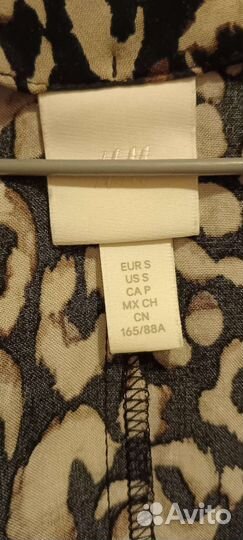 H&M
EUR S
US S
CA P
MX CH
CN
165/88A
Avito